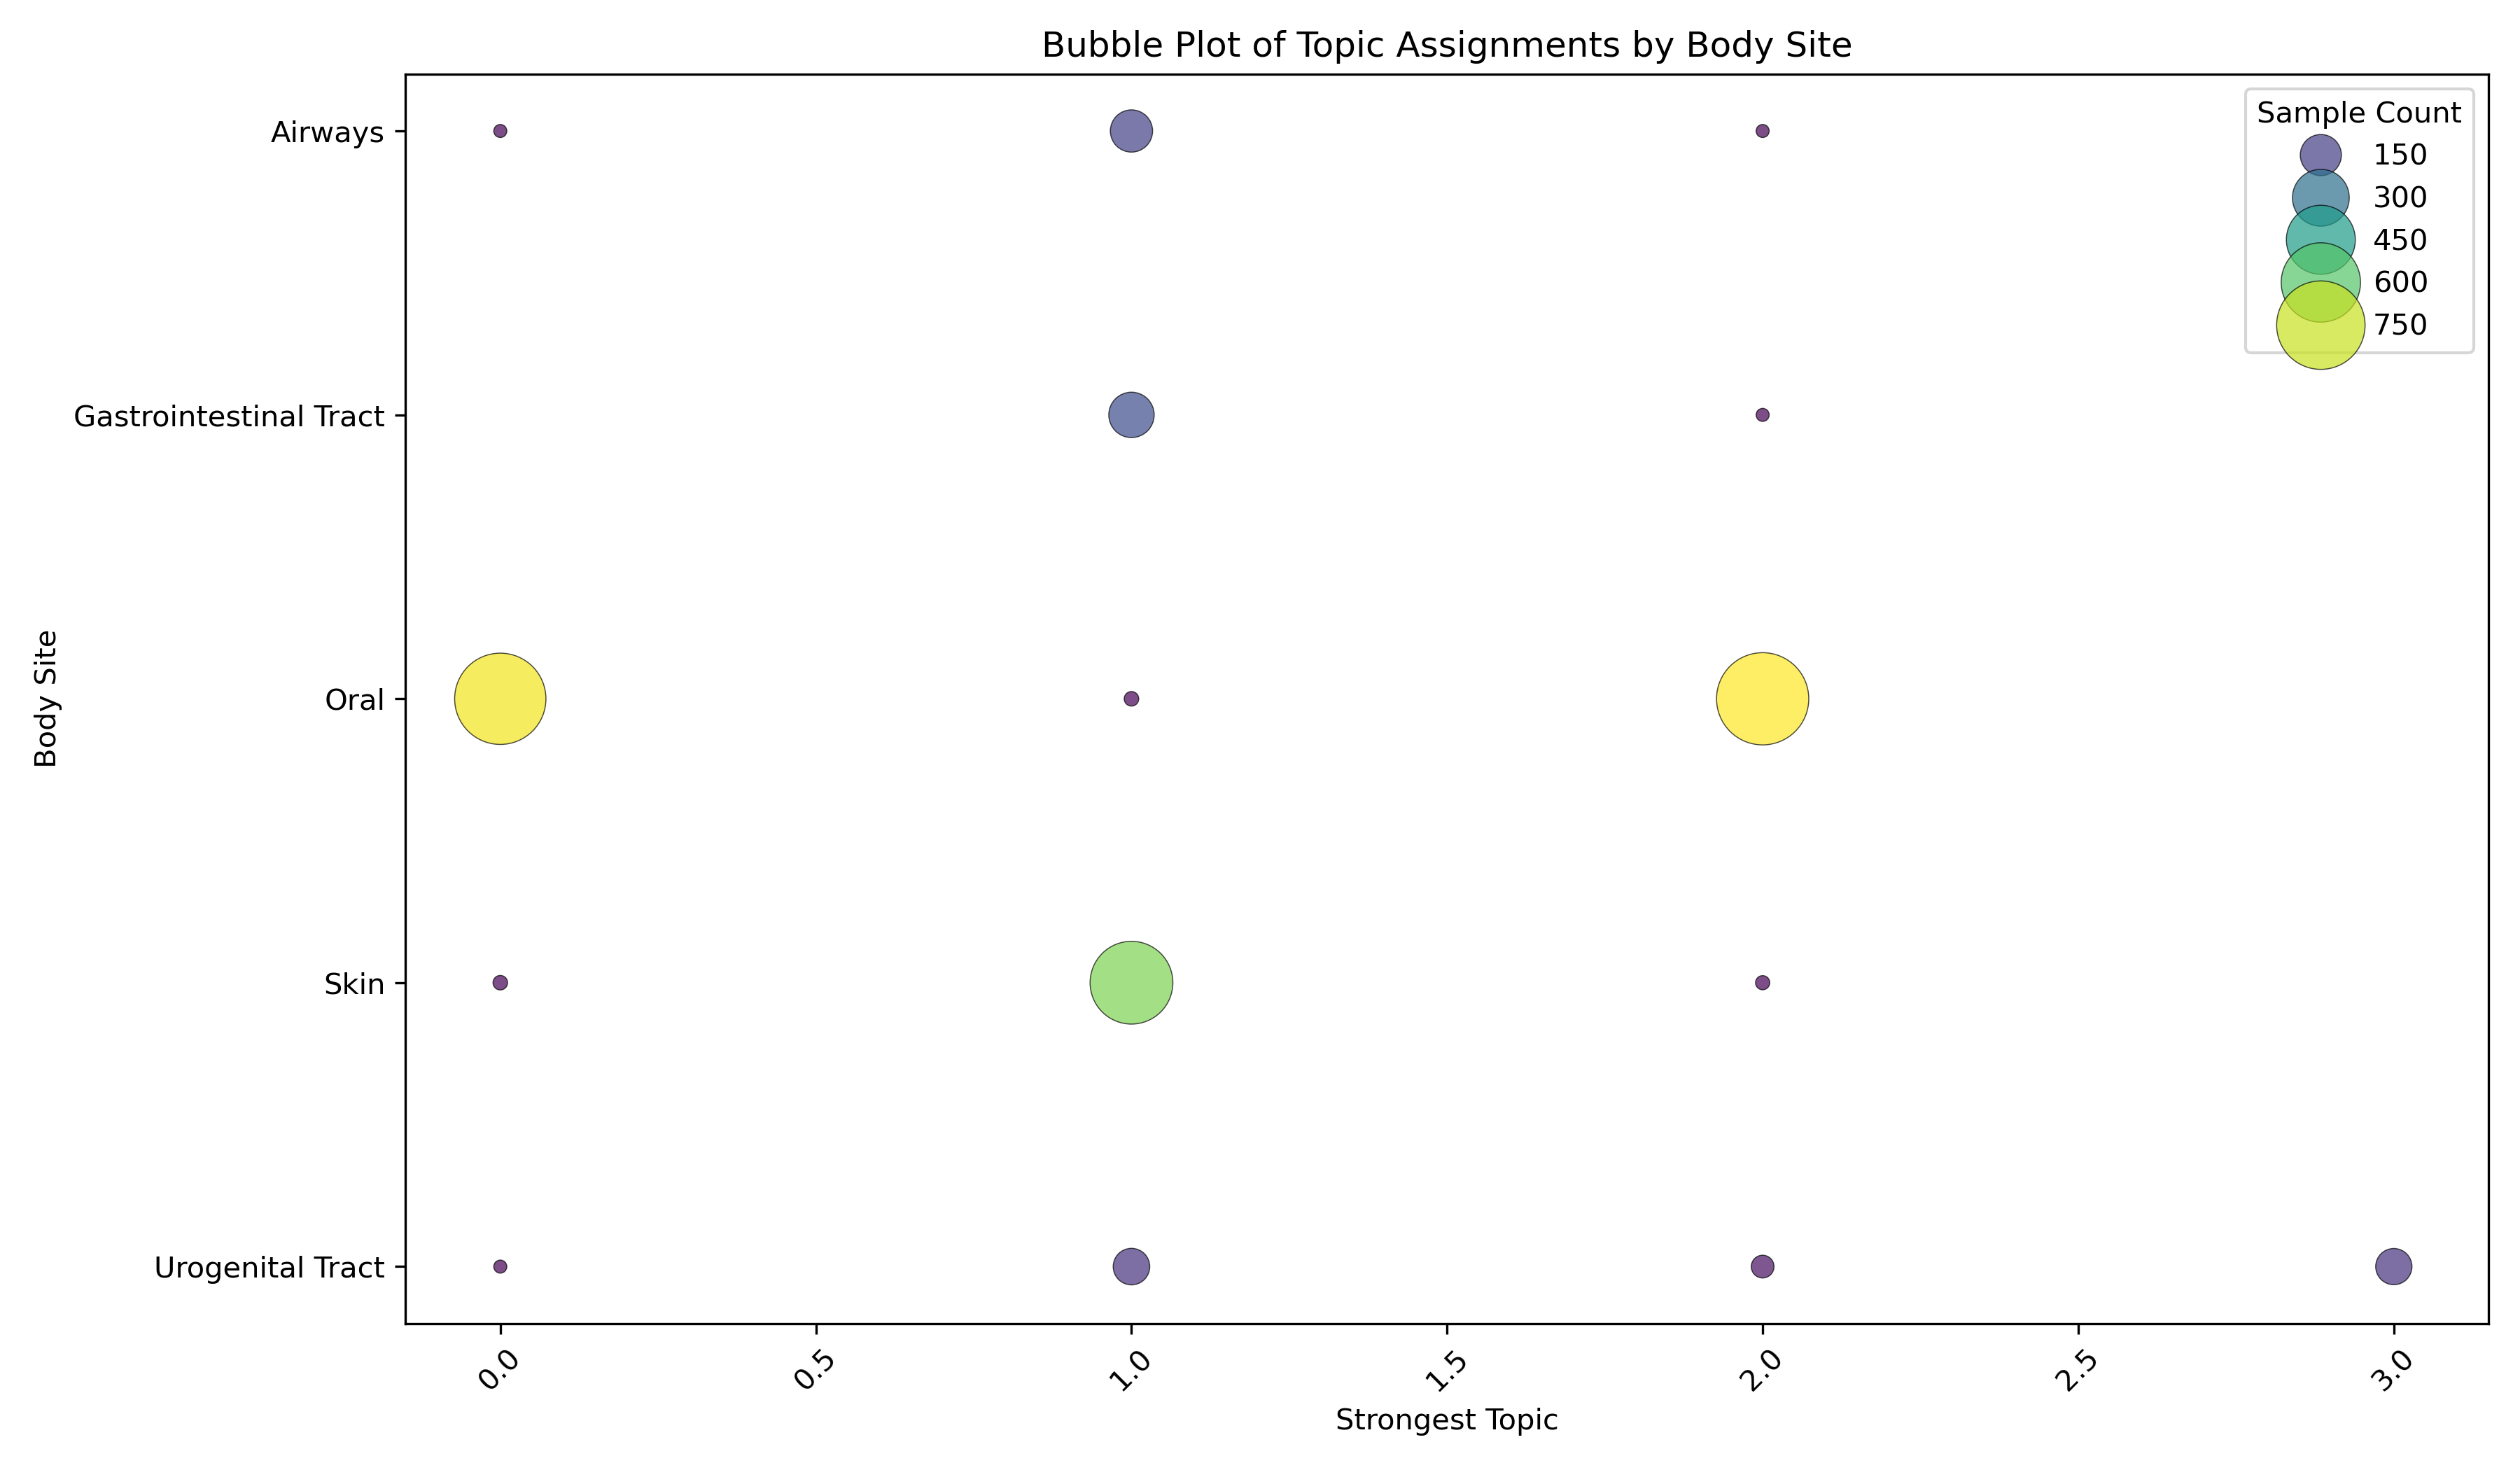 Bubble Plot of Topic Assignments by Body Site
Sample Count
150
300
450
600
750
Airways
Gastrointestinal Tract
Oral
Skin
Urogenital Tract
Body Site
0.0 0.5 1.0 1.5 2.0 2.5 3.0
Strongest Topic